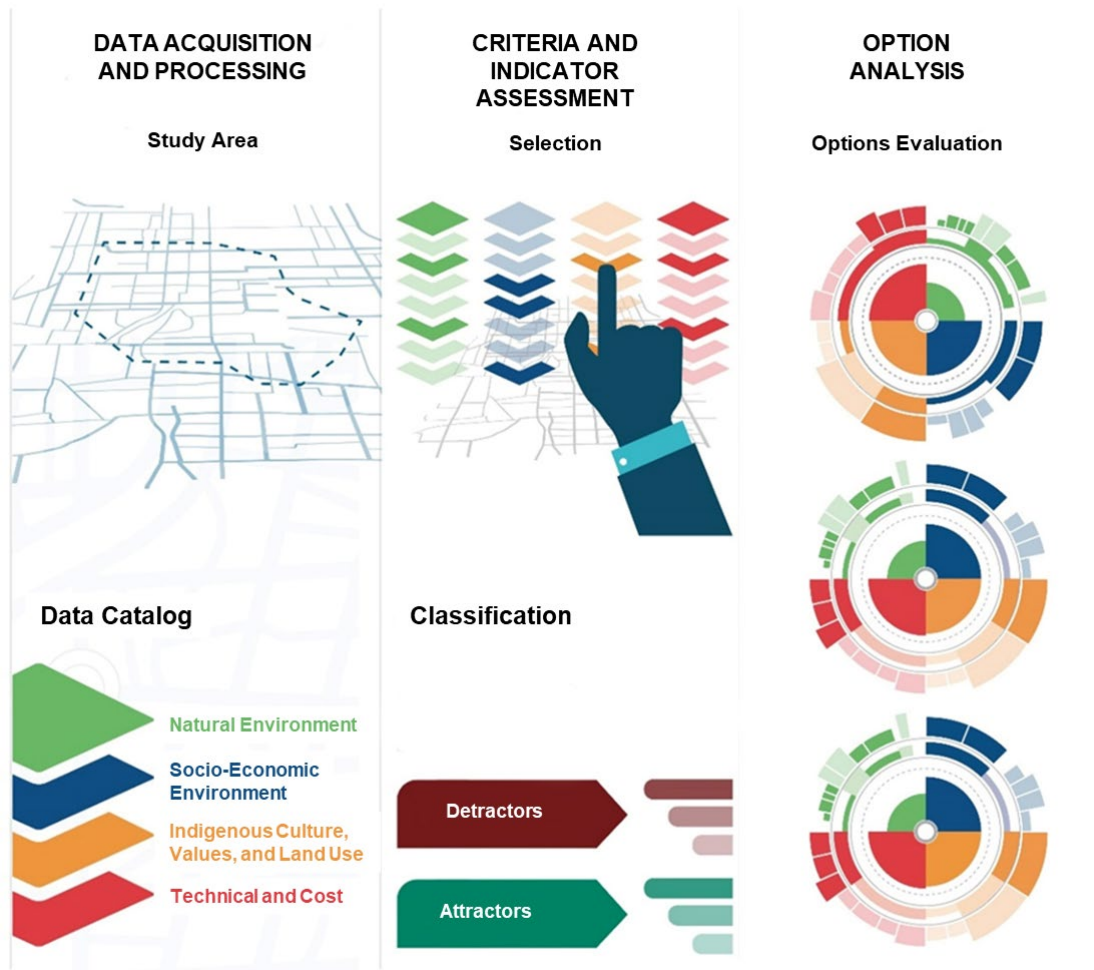 DATA ACQUISITION
AND PROCESSING
Study Area
Data Catalog
Natural Environment
Socio-Economic
Environment
Indigenous Culture,
Values, and Land Use
Technical and Cost
CRITERIA AND
INDICATOR
ASSESSMENT
Selection
Classification
Detractors
Attractors
OPTION
ANALYSIS
Options Evaluation